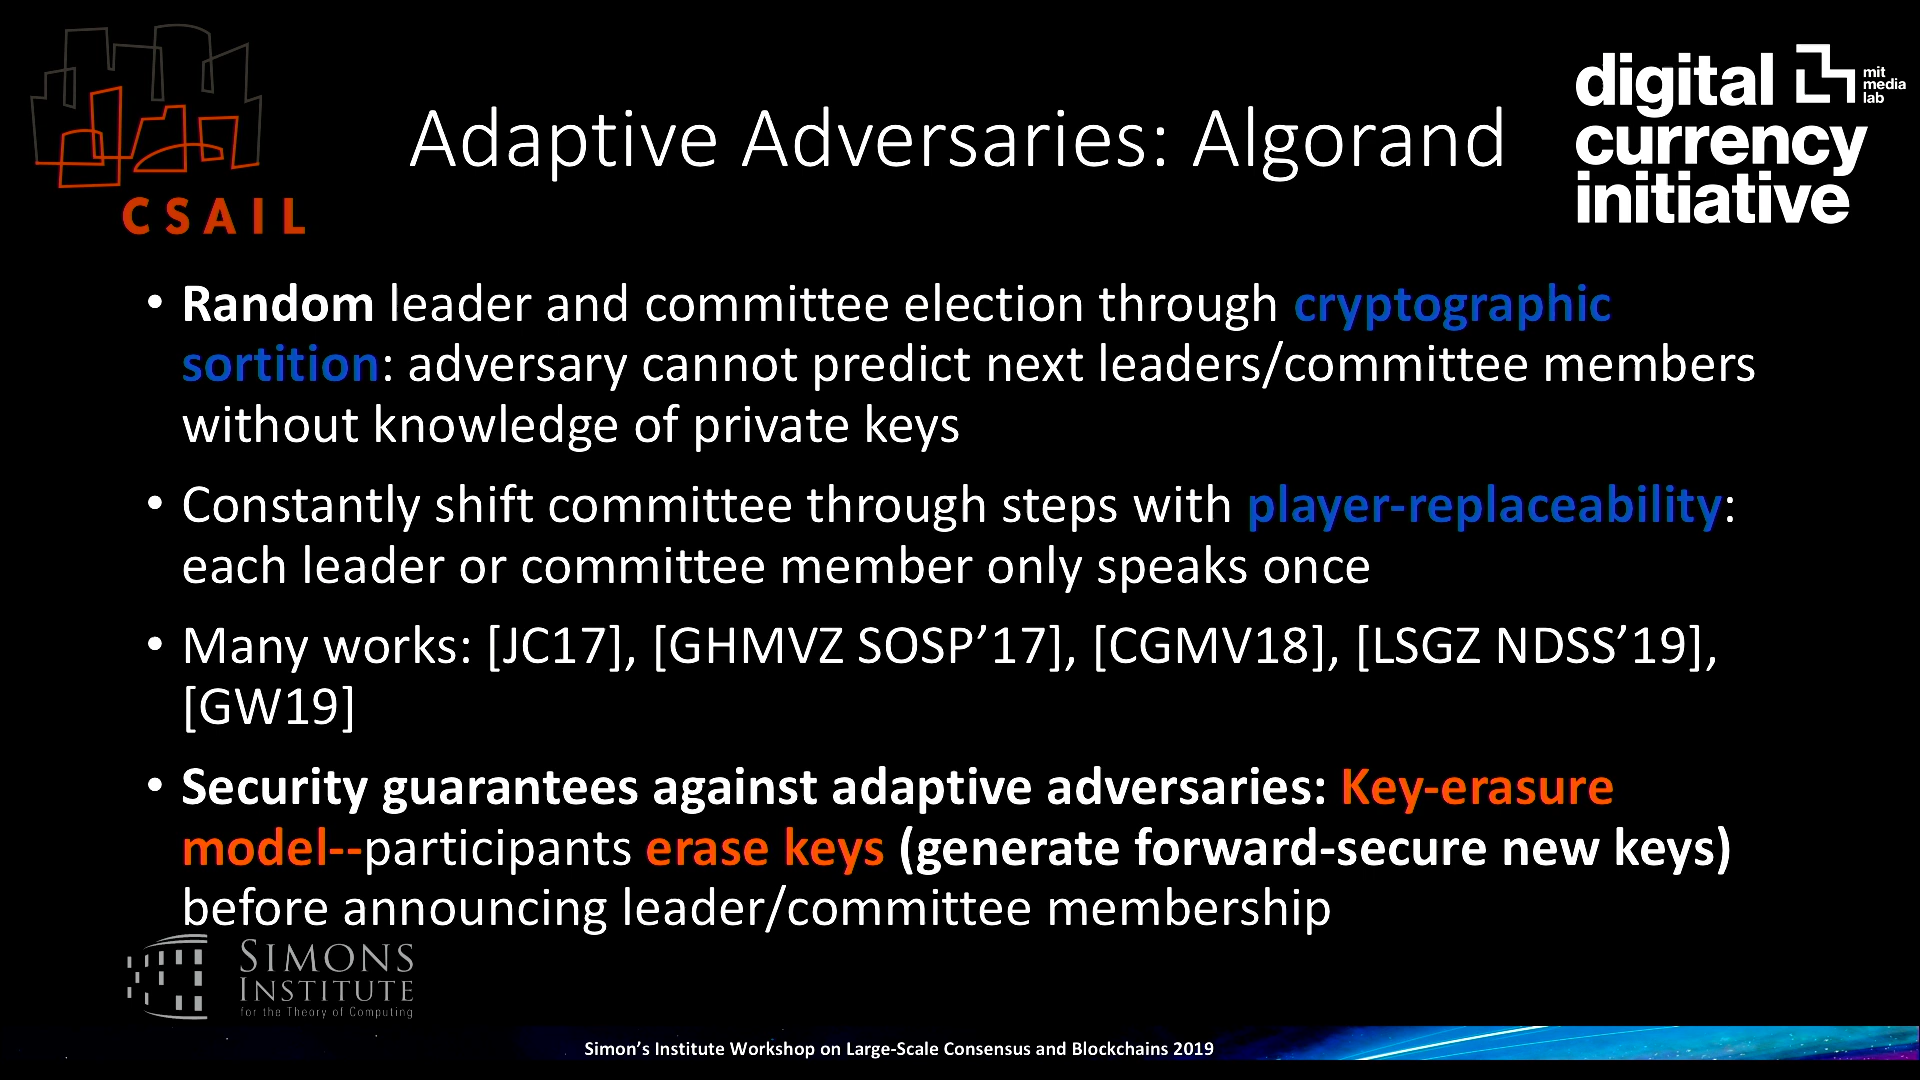 CSAIL
Adaptive Adversaries: Algorand
digital
currency
initiative
mit
media
lab
• Random leader and committee election through cryptographic
sortition: adversary cannot predict next leaders/committee members
without knowledge of private keys
• Constantly shift committee through steps with player-replaceability:
each leader or committee member only speaks once
• Many works: [JC17], [GHMVZ SOSP’17], [CGMV18], [LSGZ NDSS’19],
[GW19]
• Security guarantees against adaptive adversaries: Key-erasure
model--participants erase keys (generate forward-secure new keys)
before announcing leader/committee membership
SIMONS
INSTITUTE
for the Theory of Computing
Simon’s Institute Workshop on Large-Scale Consensus and Blockchains 2019